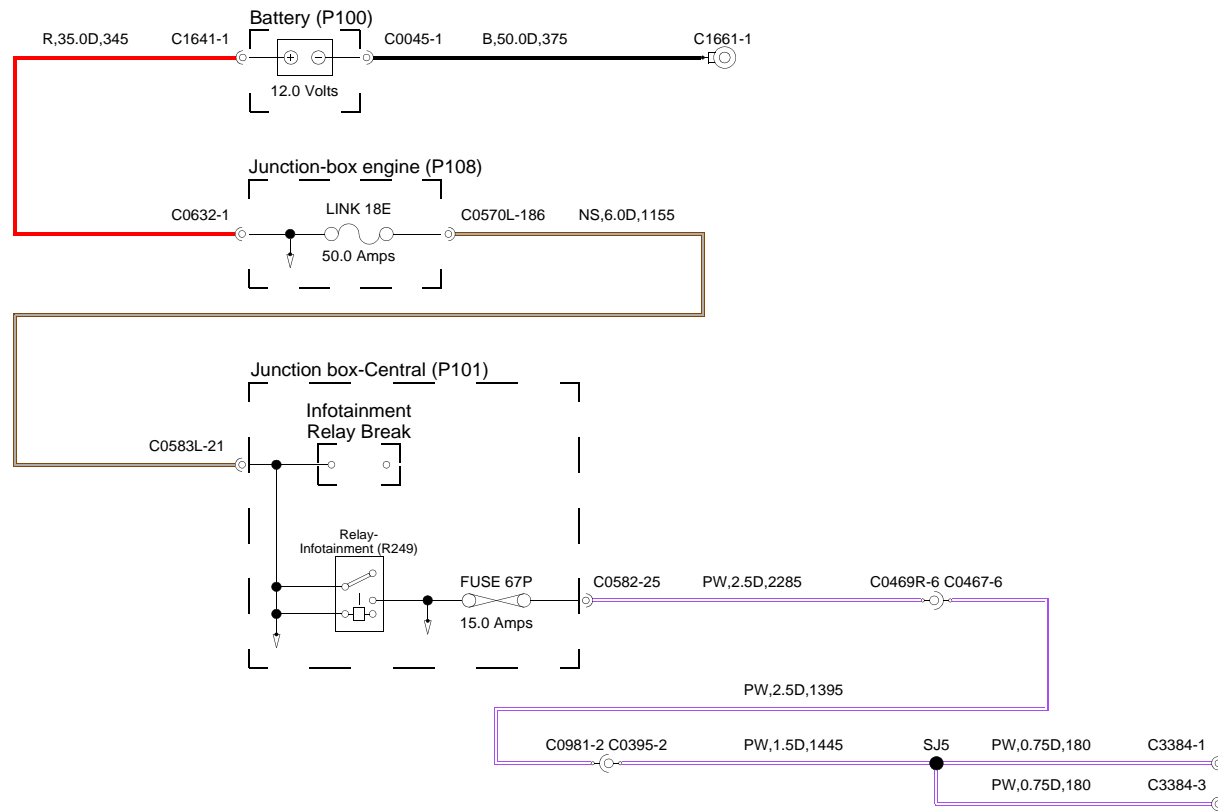 Battery (P100)
R,35.0D,345 C1641-1 C0045-1 B,50.0D,375 C1661-1
12.0 Volts
Junction-box engine (P108)
C0632-1 LINK 18E C0570L-186 NS,6.0D,1155
50.0 Amps
Junction box-Central (P101)
Infotainment
Relay Break
C0583L-21
Relay-
Infotainment (R249)
FUSE 67P C0582-25 PW,2.5D,2285 C0469R-6 C0467-6
15.0 Amps
PW,2.5D,1395
C0981-2 C0395-2 PW,1.5D,1445 SJ5 PW,0.75D,180 C3384-1
PW,0.75D,180 C3384-3